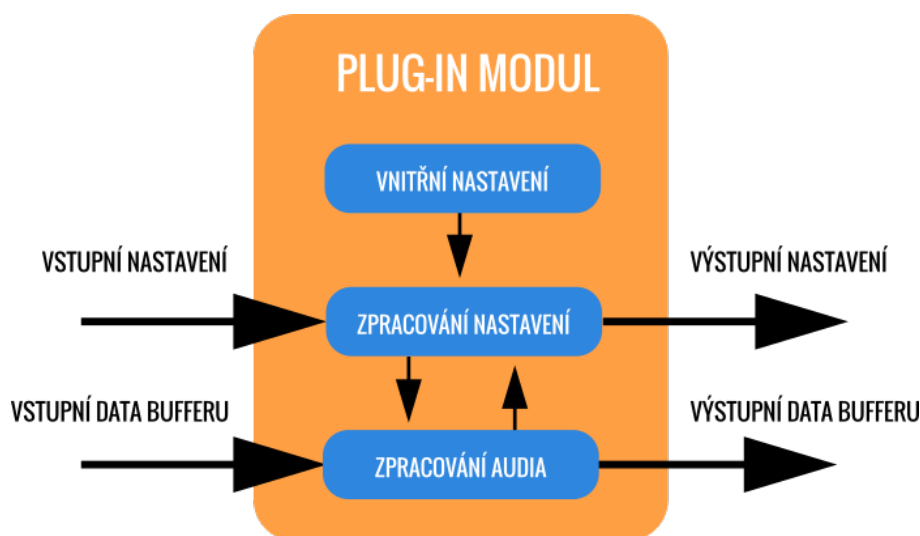 PLUG-IN MODUL
VNITŘNÍ NASTAVENÍ
VSTUPNÍ NASTAVENÍ
VÝSTUPNÍ NASTAVENÍ
ZPRACOVÁNÍ NASTAVENÍ
VSTUPNÍ DATA BUFFERU
VÝSTUPNÍ DATA BUFFERU
ZPRACOVÁNÍ AUDIA